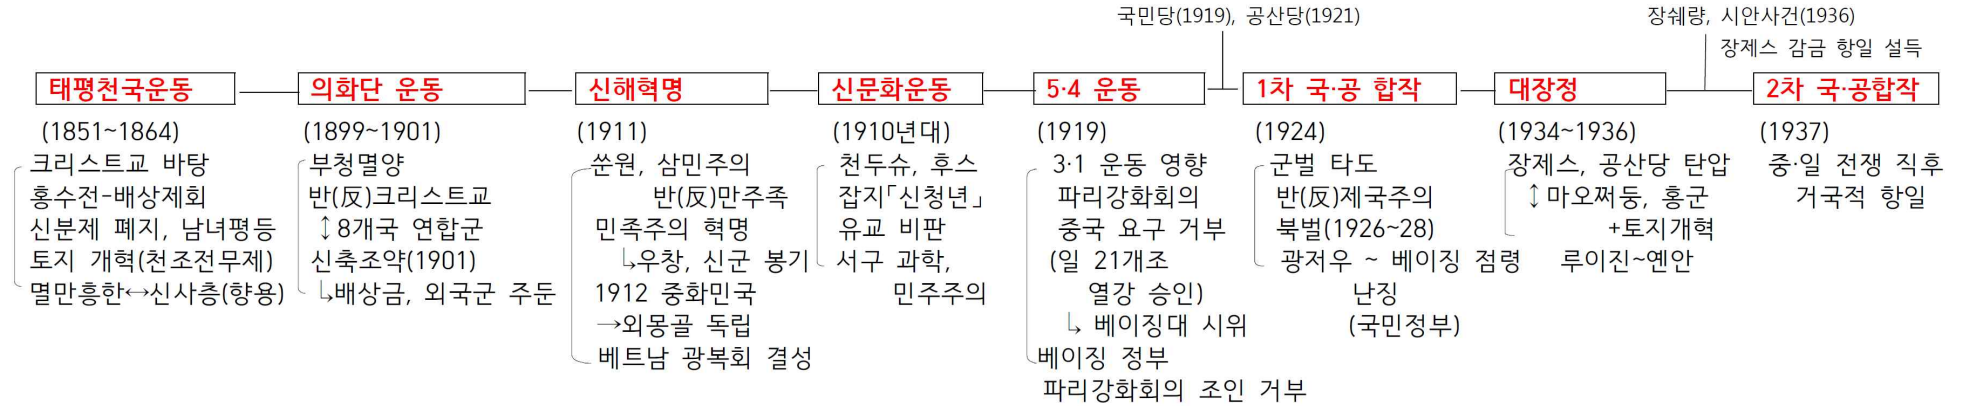 국민당(1919), 공산당(1921)
장쉐량, 시안사건(1936)
장제스 감금 항일 설득
태평천국운동
(1851~1864)
크리스트교 바탕
홍수전-배상제회
신분제 폐지, 남녀평등
토지 개혁(천조전무제)
멸만흥한↔신사층(향용)
의화단 운동
(1899~1901)
부청멸양
반(反)크리스트교
↕8개국 연합군
신축조약(1901)
↳배상금, 외국군 주둔
신해혁명
(1911)
쑨원, 삼민주의
반(反)만주족
민족주의 혁명
↳우창, 신군 봉기
1912 중화민국
→외몽골 독립
베트남 광복회 결성
신문화운동
(1910년대)
천두슈, 후스
잡지「신청년」
유교 비판
서구 과학,
민주주의
5·4 운동
(1919)
3·1 운동 영향
파리강화회의
중국 요구 거부
(일 21개조
열강 승인)
↳ 베이징대 시위
베이징 정부
파리강화회의 조인 거부
1차 국·공 합작
(1924)
군벌 타도
반(反)제국주의
북벌(1926~28)
광저우 ~ 베이징 점령
난징
(국민정부)
대장정
(1934~1936)
장제스, 공산당 탄압
↕마오쩌둥, 홍군
+토지개혁
루이진~옌안
2차 국·공합작
(1937)
중·일 전쟁 직후
거국적 항일